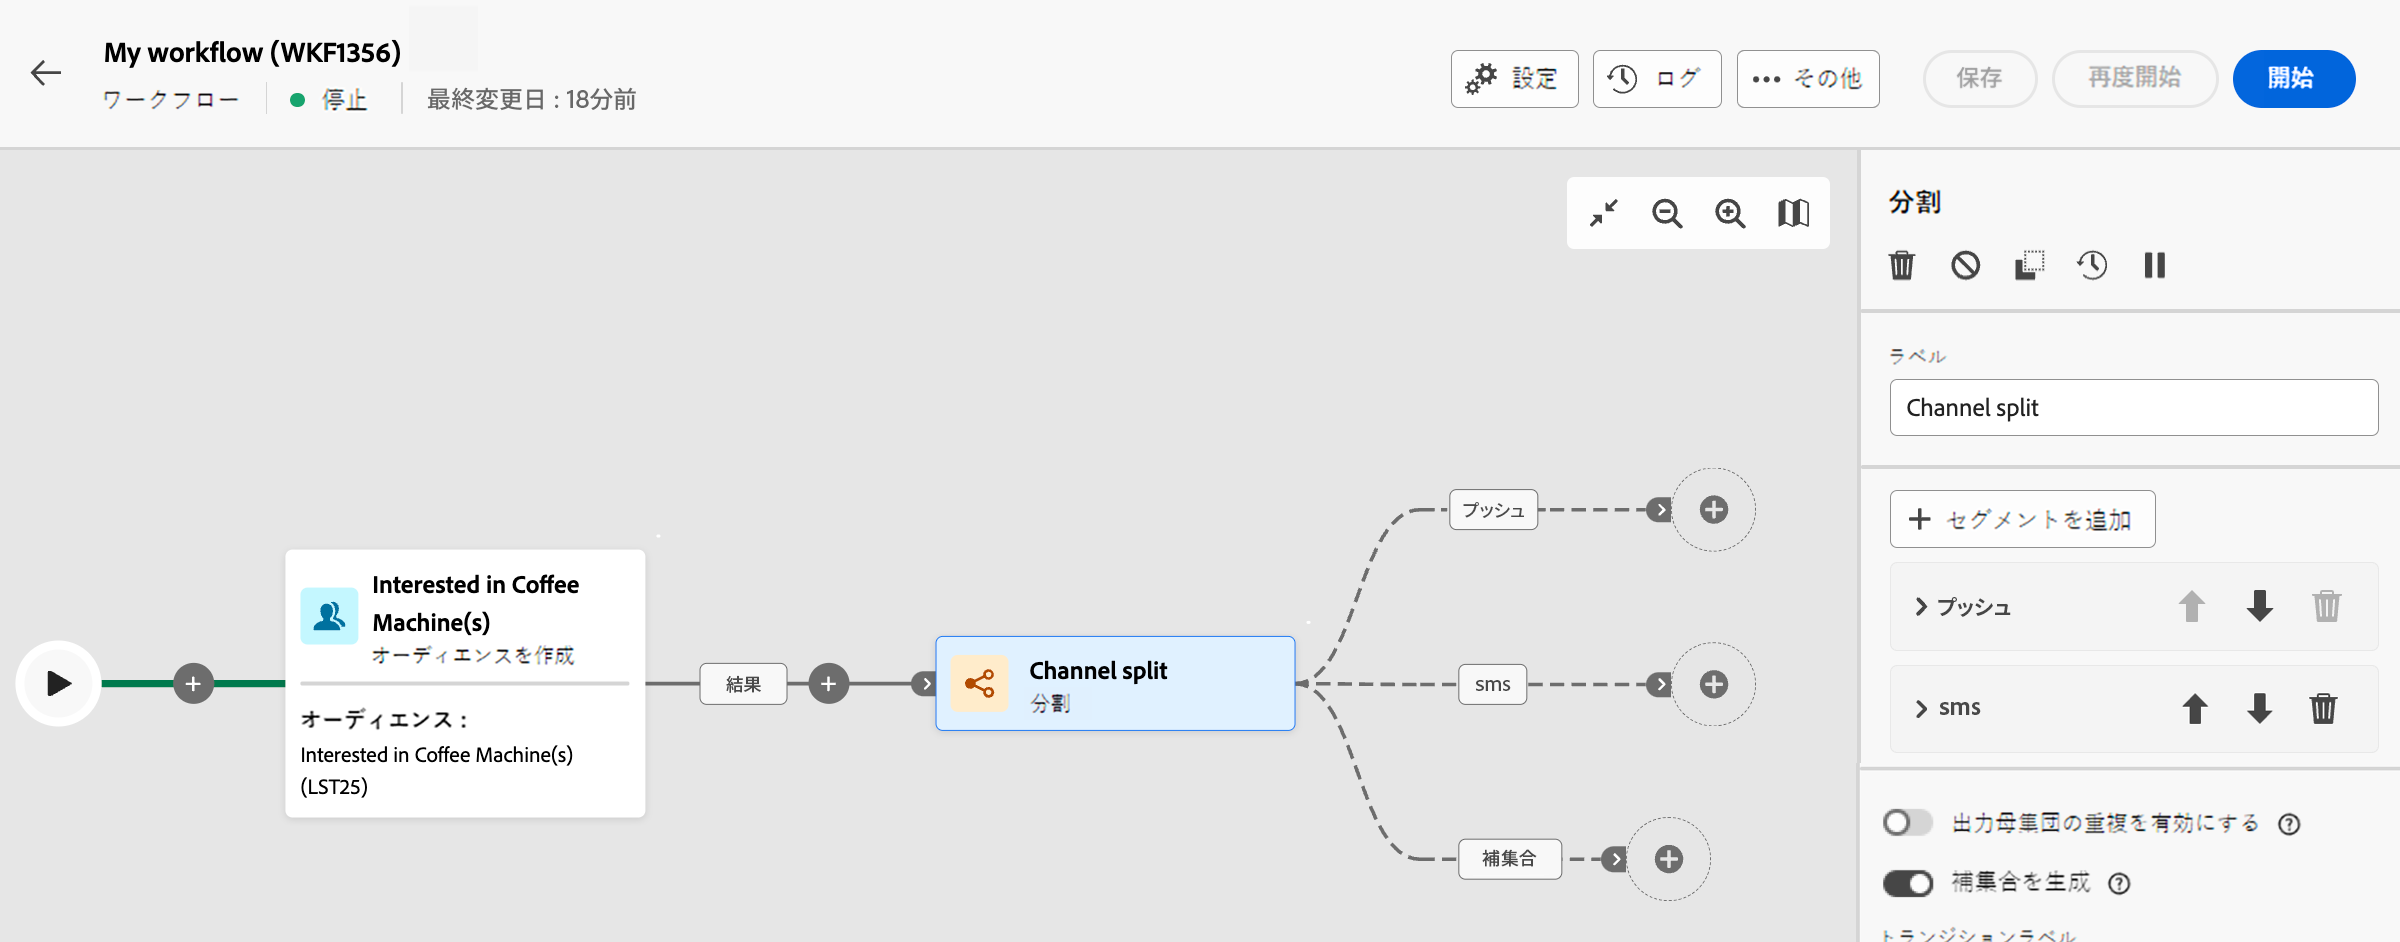 My workflow (WKF1356)
ワークフロー
停止
最終変更日 : 18分前
設定
ログ
その他
保存
再度開始
開始
分割
ラベル
Channel split
セグメントを追加
プッシュ
sms
出力母集団の重複を有効にする
補集合を生成
トランジションラベル
Interested in Coffee
Machine(s)
オーディエンスを作成
オーディエンス :
Interested in Coffee Machine(s)
(LST25)
結果
Channel split
分割
プッシュ
sms
補集合